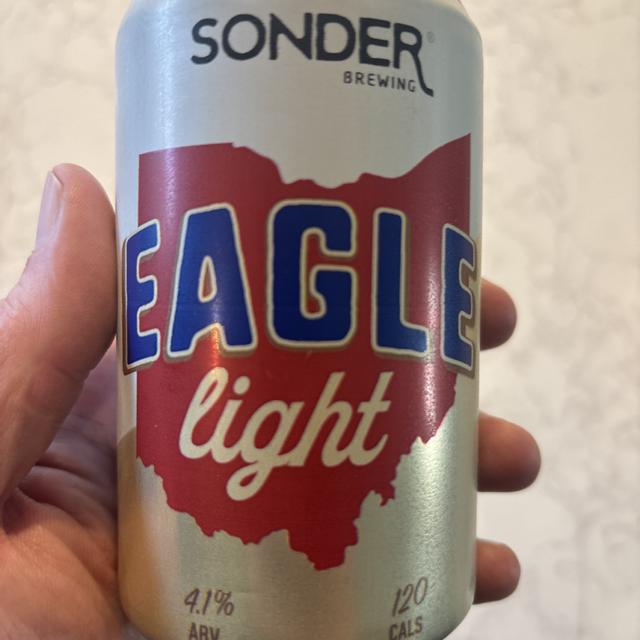 SONDER®
BREWING
EAGLE
light
4.1% 120
ABV CALS